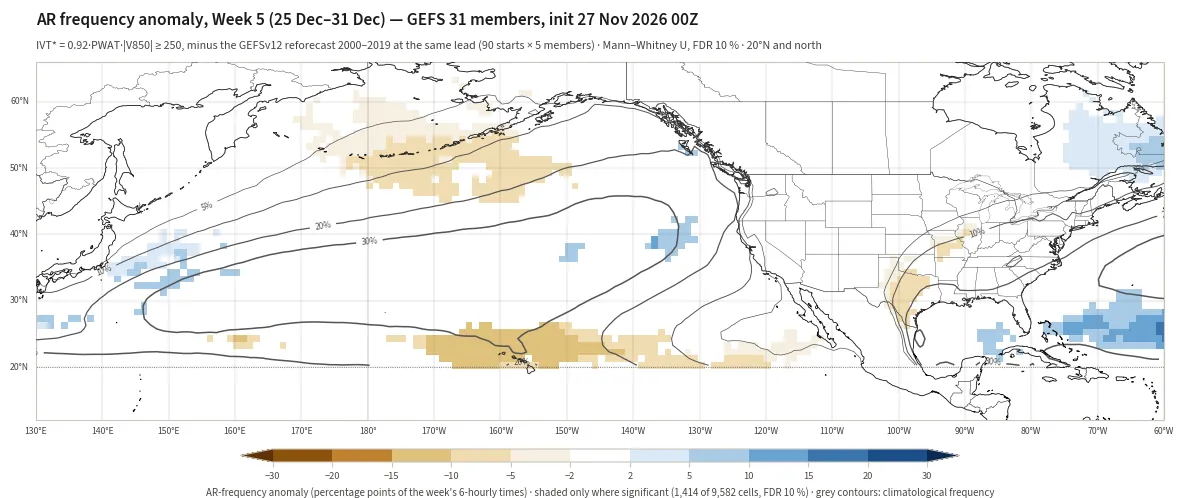 AR frequency anomaly, Week 5 (25 Dec–31 Dec) — GEFS 31 members, init 27 Nov 2026 00Z
IVT* = 0.92·PWAT·|V850| ≥ 250, minus the GEFSv12 reforecast 2000–2019 at the same lead (90 starts × 5 members) · Mann–Whitney U, FDR 10 % · 20°N and north
60°N
50°N
40°N
30°N
20°N
5%
10%
20%
30%
10%
130°E 140°E 150°E 160°E 170°E 180° 170°W 160°W 150°W 140°W 130°W 120°W 110°W 100°W 90°W 80°W 70°W 60°W
−30 −20 −15 −10 −5 −2 2 5 10 15 20 30
AR-frequency anomaly (percentage points of the week's 6-hourly times) · shaded only where significant (1,414 of 9,582 cells, FDR 10 %) · grey contours: climatological frequency